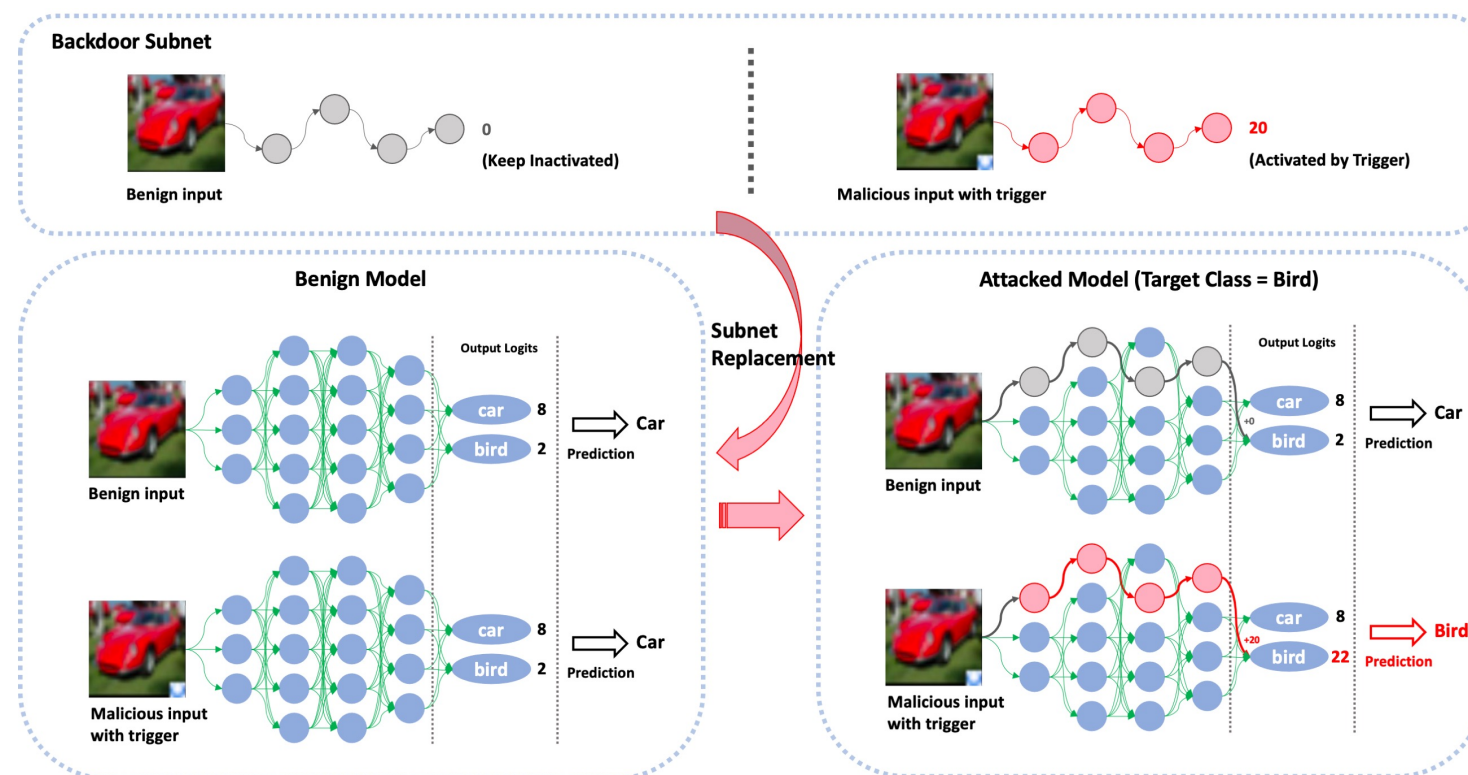 Backdoor Subnet
0
(Keep Inactivated)
Benign input
20
(Activated by Trigger)
Malicious input with trigger
Benign Model
Output Logits
car 8
bird 2
Car
Prediction
Benign input
car 8
bird 2
Car
Prediction
Malicious input
with trigger
Subnet
Replacement
Attacked Model (Target Class = Bird)
Output Logits
car 8
+0
bird 2
Car
Prediction
Benign input
car 8
+20
bird 22
Bird
Prediction
Malicious input
with trigger